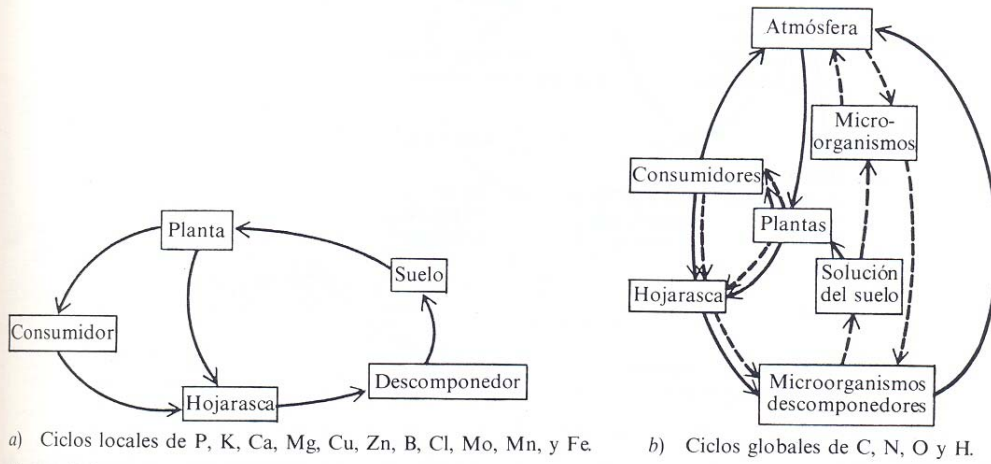 Planta
Suelo
Consumidor
Descomponedor
Hojarasca
a) Ciclos locales de P, K, Ca, Mg, Cu, Zn, B, Cl, Mo, Mn, y Fe.
Atmósfera
Micro-
organismos
Consumidores
Plantas
Solución
del suelo
Hojarasca
Microorganismos
descomponedores
b) Ciclos globales de C, N, O y H.